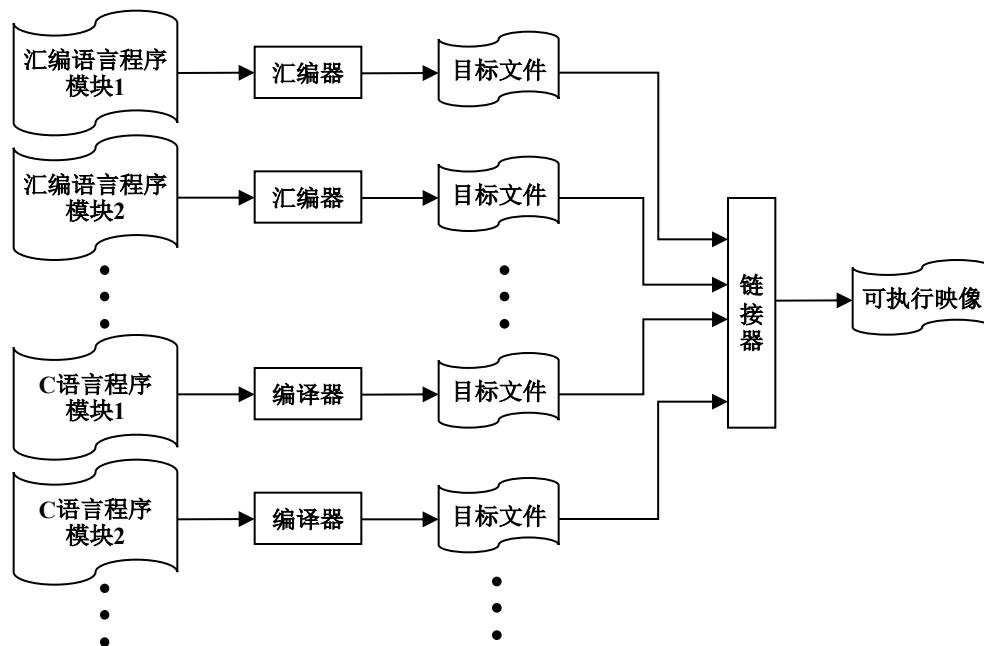 汇编语言程序
模块1
汇编器
目标文件
汇编语言程序
模块2
汇编器
目标文件
链
接
器
可执行映像
C语言程序
模块1
编译器
目标文件
C语言程序
模块2
编译器
目标文件